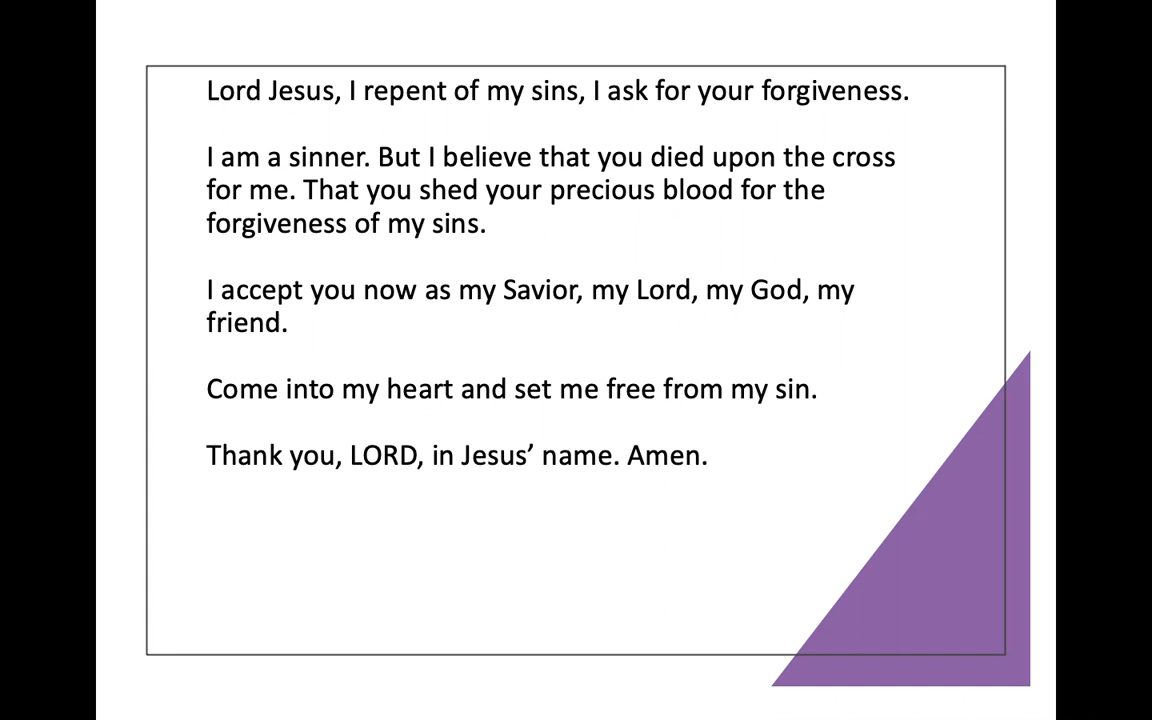 Lord Jesus, I repent of my sins, I ask for your forgiveness.
I am a sinner. But I believe that you died upon the cross
for me. That you shed your precious blood for the
forgiveness of my sins.
I accept you now as my Savior, my Lord, my God, my
friend.
Come into my heart and set me free from my sin.
Thank you, LORD, in Jesus’ name. Amen.